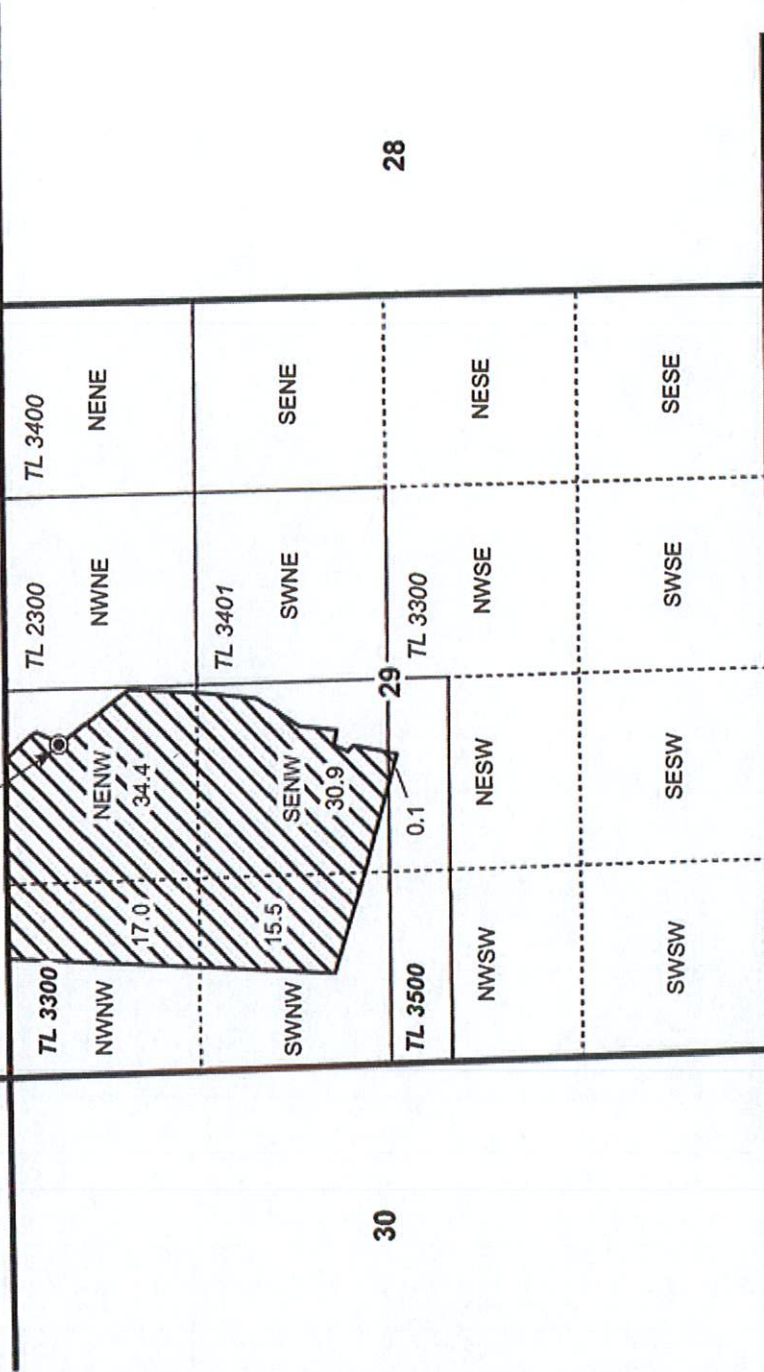 TL 3300 TL 2300 TL 3400
NWNW NENW NWNE NENE
17.0 34.4
TL 3401
15.5
SWNW SENW SWNE SENE
30.9
30 29 28
TL 3500 0.1 TL 3300
NWSW NESW NWSE NESE
SWSW SESW SWSE SESE